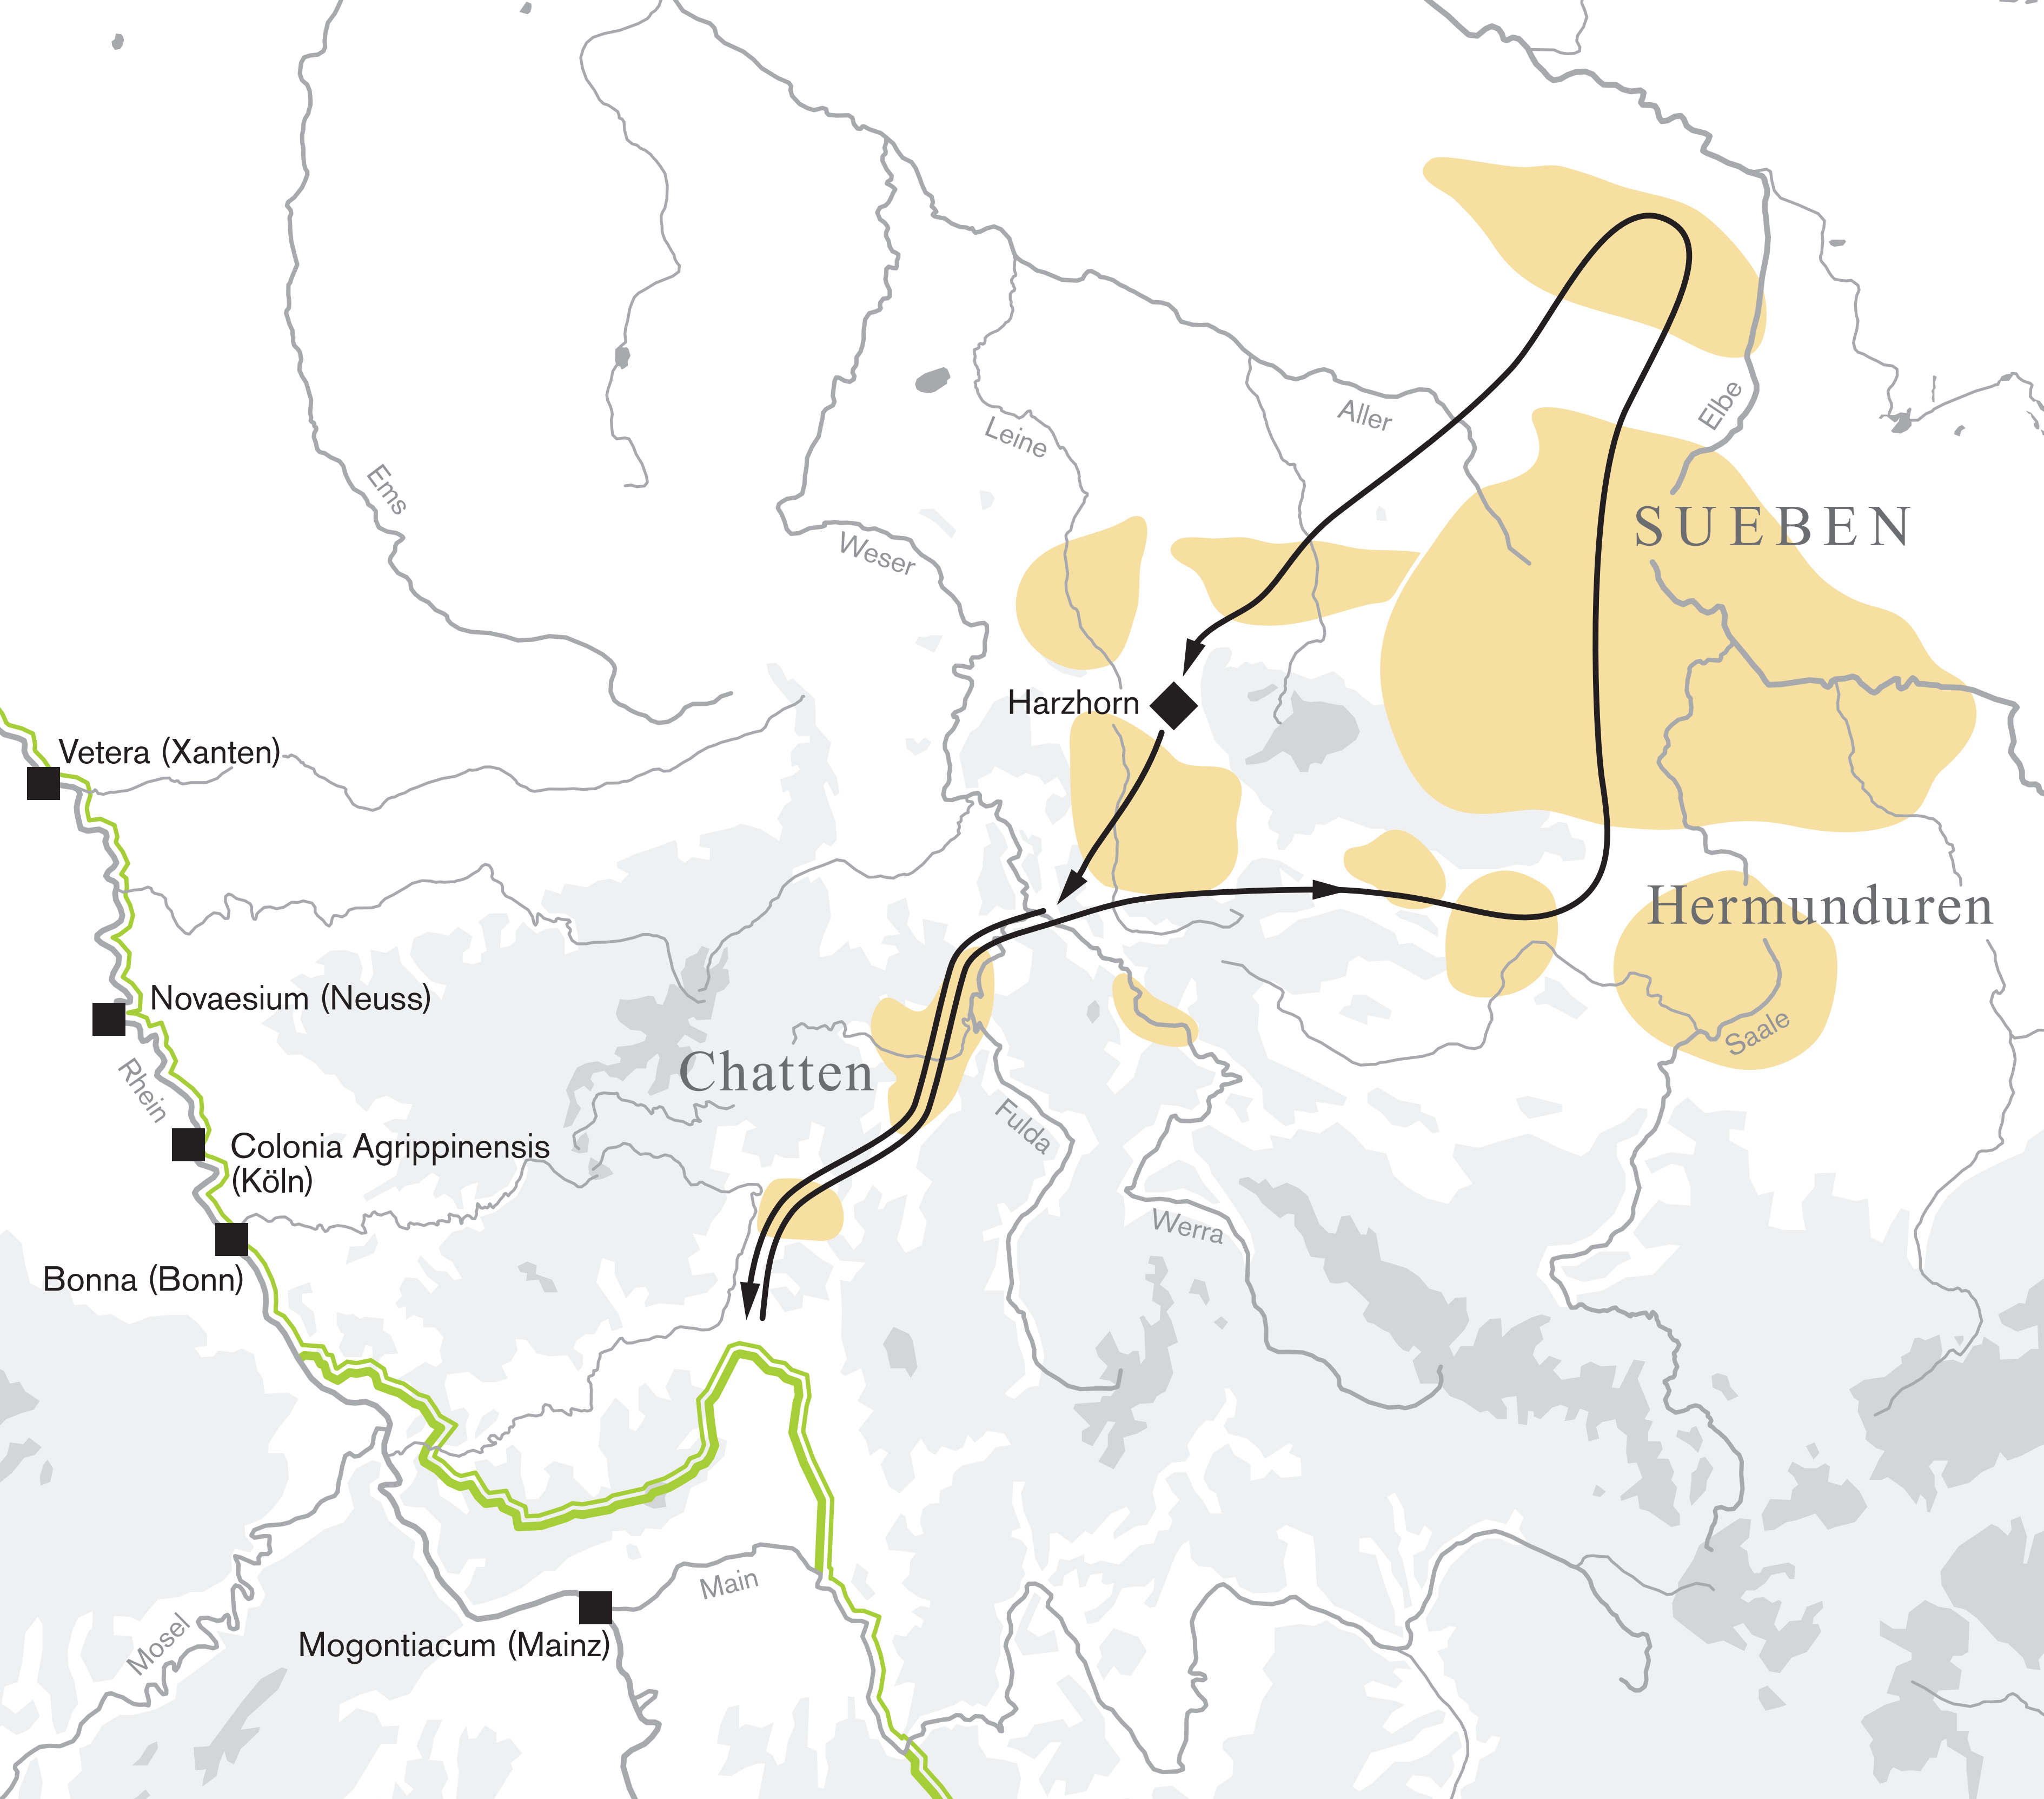 Elbe
Aller
Leine
Ems
SUEBEN
Weser
Harzhorn
Vetera (Xanten)
Hermunduren
Novaesium (Neuss)
Saale
Chatten
Rhein
Fulda
Colonia Agrippinensis
(Köln)
Werra
Bonna (Bonn)
Main
Mosel
Mogontiacum (Mainz)